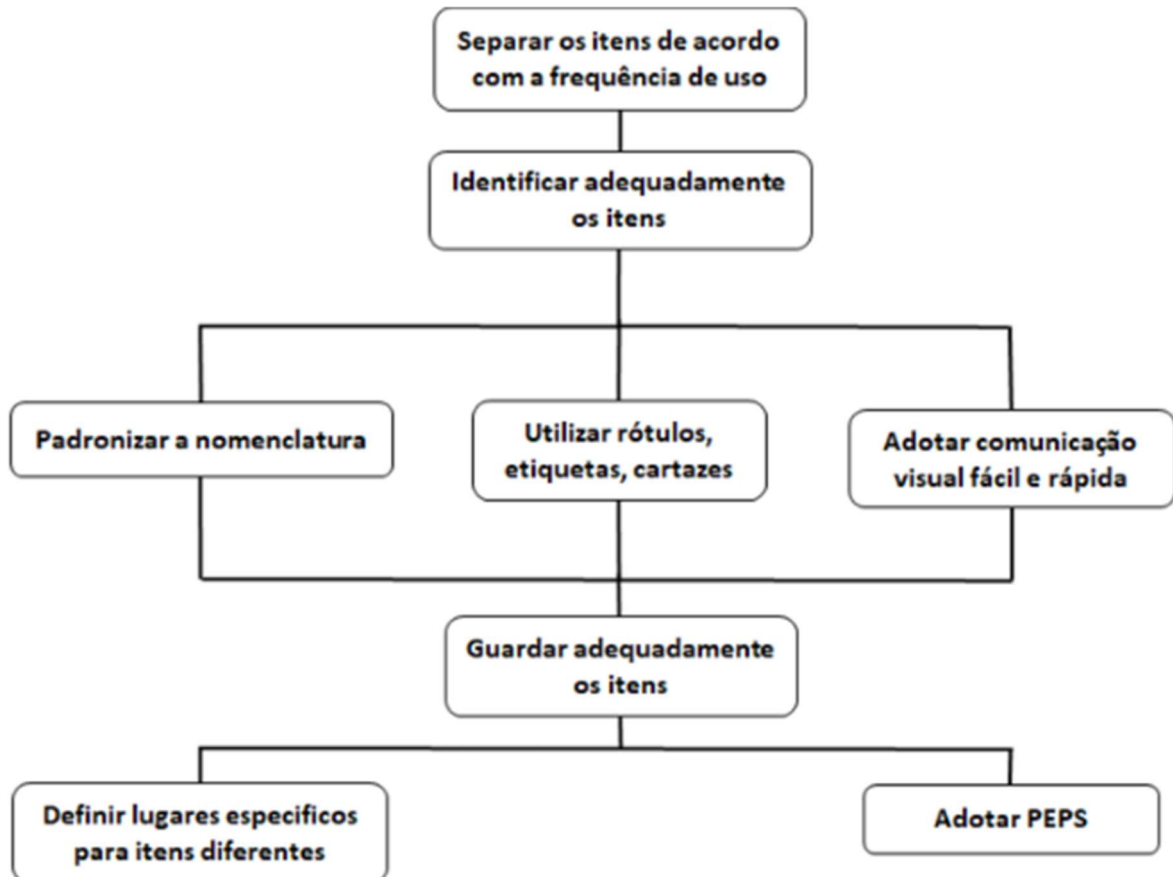 Separar os itens de acordo
com a frequência de uso
Identificar adequadamente
os itens
Padronizar a nomenclatura
Utilizar rótulos,
etiquetas, cartazes
Adotar comunicação
visual fácil e rápida
Guardar adequadamente
os itens
Definir lugares especificos
para itens diferentes
Adotar PEPS